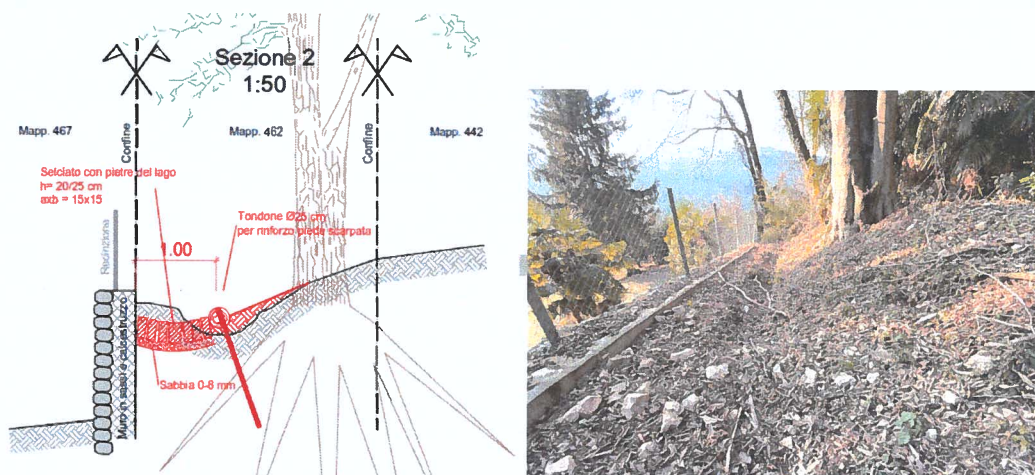 Sezione 2
1:50
Mapp. 467
Mapp. 462
Mapp. 442
Confine
Confine
Selciato con pietre del lago
h= 20/25 cm
axb = 15x15
Tondone Ø25 cm
per rinforzo piede scarpata
Recinzione
1.00
Muro in sassi e calcestruzzo
Sabbia 0-8 mm